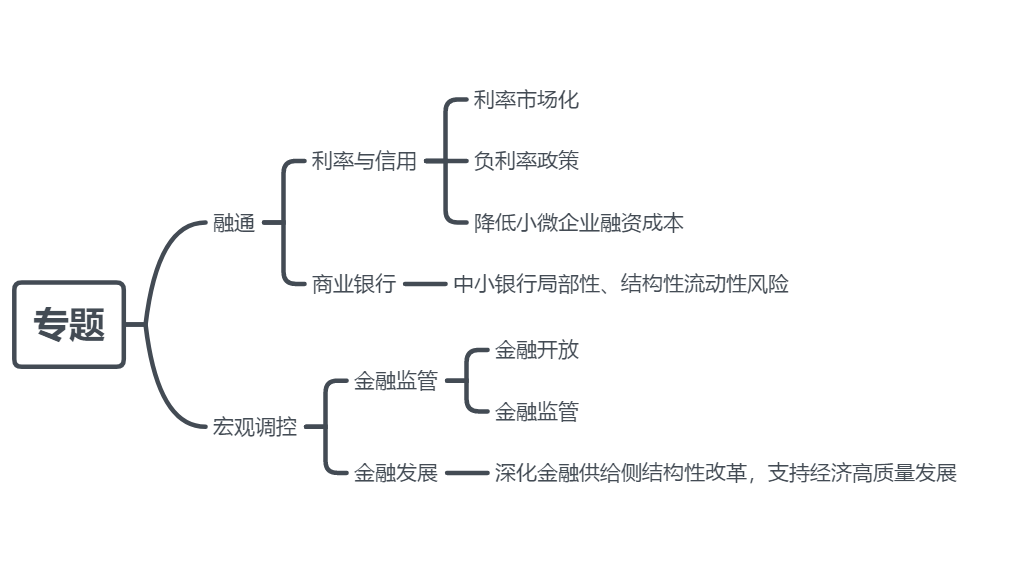 利率市场化
利率与信用
负利率政策
融通
降低小微企业融资成本
商业银行
中小银行局部性、结构性流动性风险
专题
金融开放
金融监管
金融监管
宏观调控
金融发展
深化金融供给侧结构性改革，支持经济高质量发展